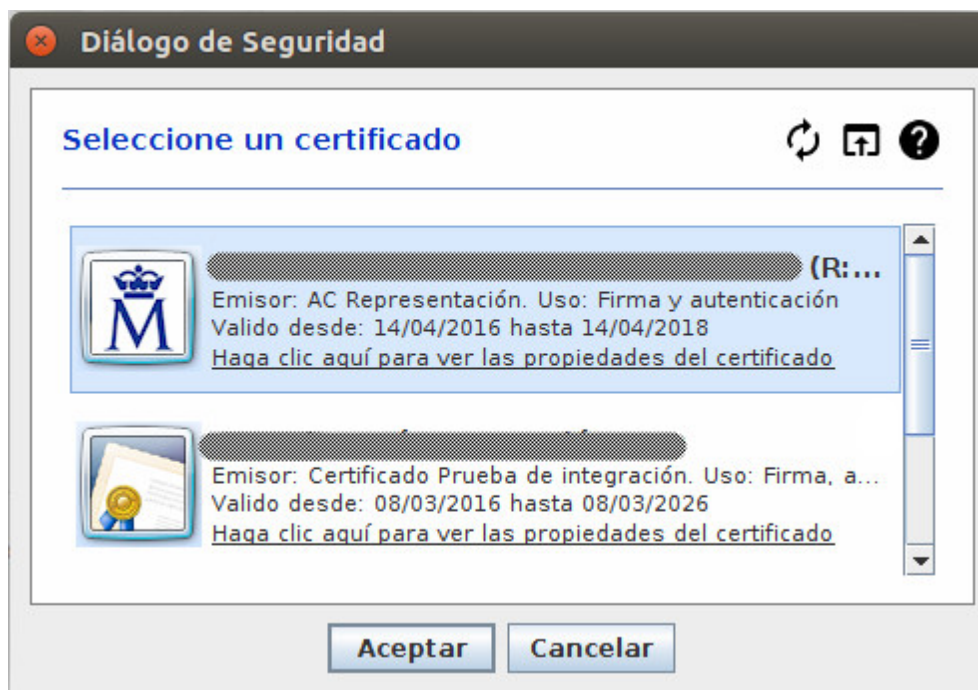 Diálogo de Seguridad
Seleccione un certificado
(R:...
Emisor: AC Representación. Uso: Firma y autenticación
Valido desde: 14/04/2016 hasta 14/04/2018
Haga clic aquí para ver las propiedades del certificado
Emisor: Certificado Prueba de integración. Uso: Firma, a...
Valido desde: 08/03/2016 hasta 08/03/2026
Haga clic aquí para ver las propiedades del certificado
Aceptar Cancelar